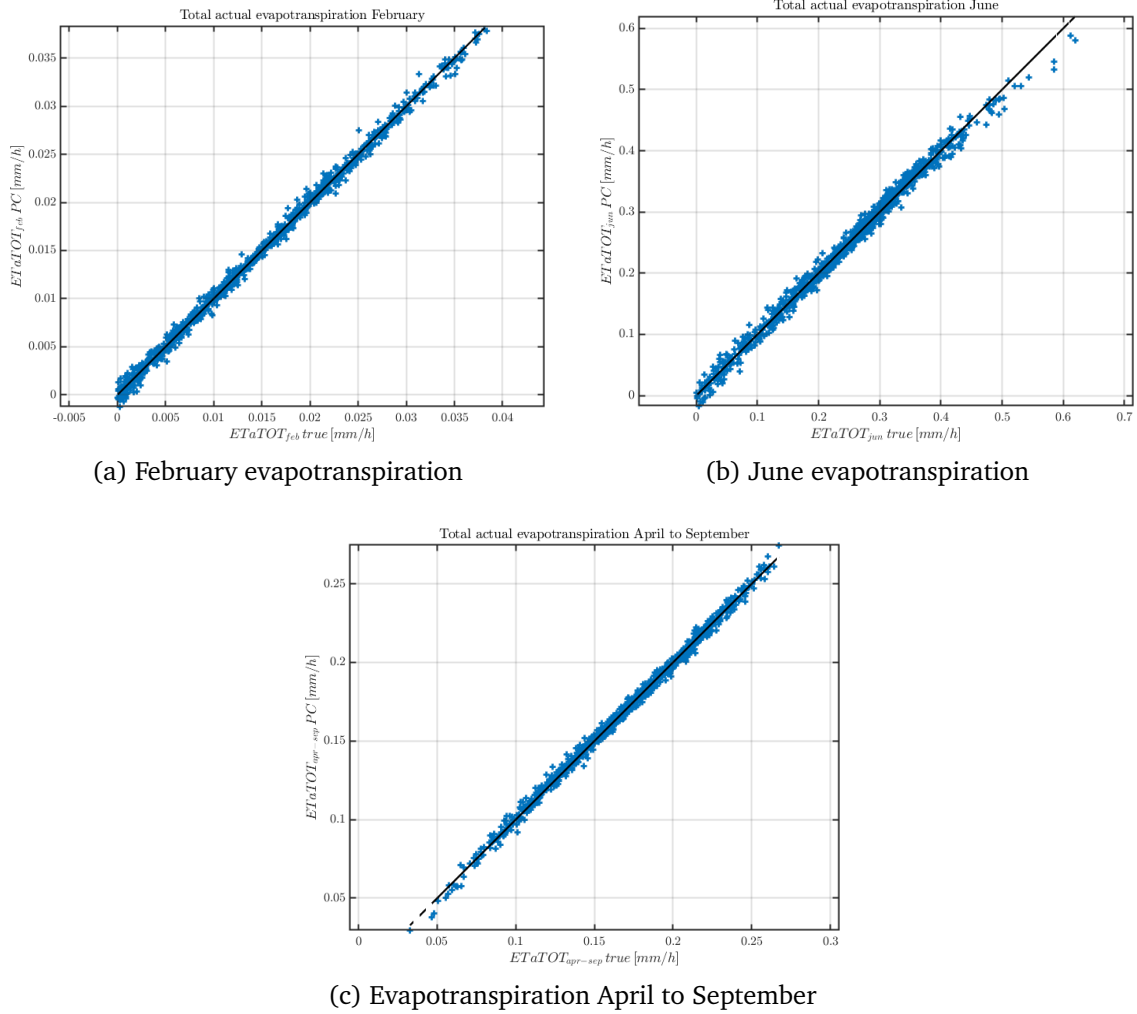 Total actual evapotranspiration February
0.035
0.03
0.025
0.02
0.015
0.01
0.005
0
ETaTOT_feb PC [mm/h]
-0.005 0 0.005 0.01 0.015 0.02 0.025 0.03 0.035 0.04
ETaTOT_feb true [mm/h]
(a) February evapotranspiration
Total actual evapotranspiration June
0.6
0.5
0.4
0.3
0.2
0.1
0
ETaTOT_jun PC [mm/h]
0 0.1 0.2 0.3 0.4 0.5 0.6 0.7
ETaTOT_jun true [mm/h]
(b) June evapotranspiration
Total actual evapotranspiration April to September
0.25
0.2
0.15
0.1
0.05
ETaTOT_apr-sep PC [mm/h]
0 0.05 0.1 0.15 0.2 0.25 0.3
ETaTOT_apr-sep true [mm/h]
(c) Evapotranspiration April to September